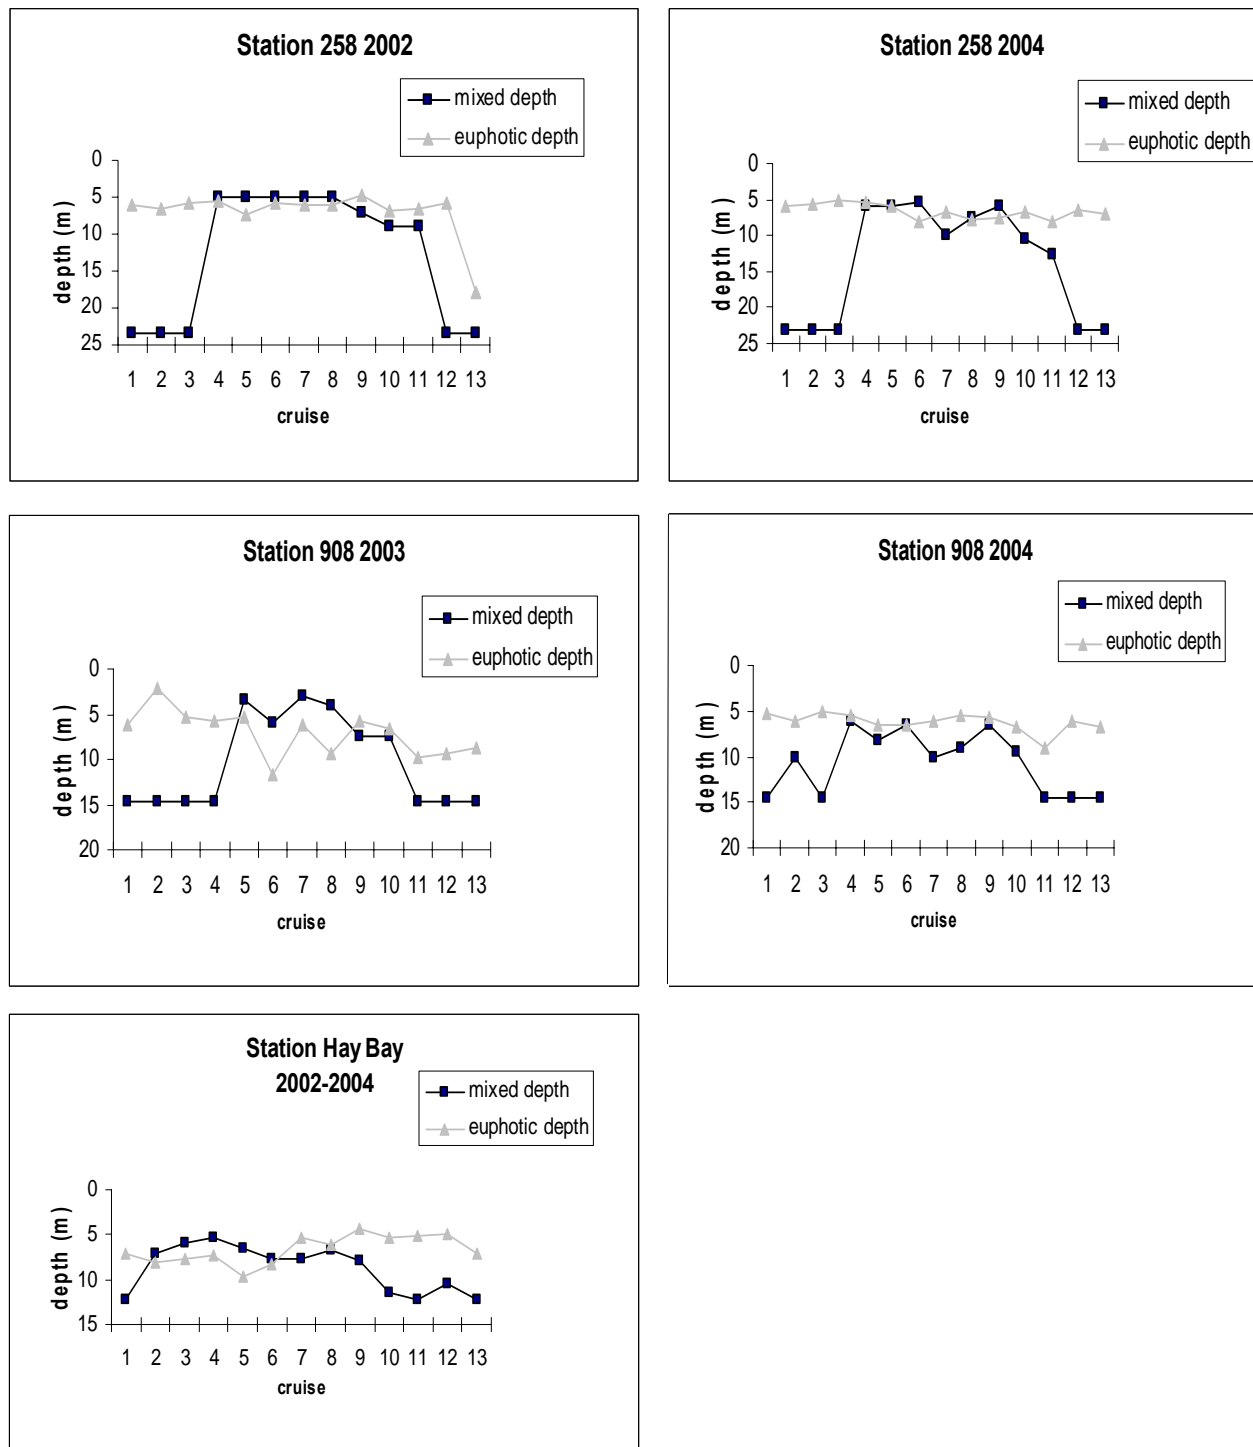 Station 258 2002
mixed depth
euphotic depth
0
5
10
15
20
25
depth (m)
1 2 3 4 5 6 7 8 9 10 11 12 13
cruise
Station 258 2004
mixed depth
euphotic depth
0
5
10
15
20
25
depth (m)
1 2 3 4 5 6 7 8 9 10 11 12 13
cruise
Station 908 2003
mixed depth
euphotic depth
0
5
10
15
20
depth (m)
1 2 3 4 5 6 7 8 9 10 11 12 13
cruise
Station 908 2004
mixed depth
euphotic depth
0
5
10
15
20
depth (m)
1 2 3 4 5 6 7 8 9 10 11 12 13
cruise
Station Hay Bay
2002-2004
mixed depth
euphotic depth
0
5
10
15
depth (m)
1 2 3 4 5 6 7 8 9 10 11 12 13
cruise